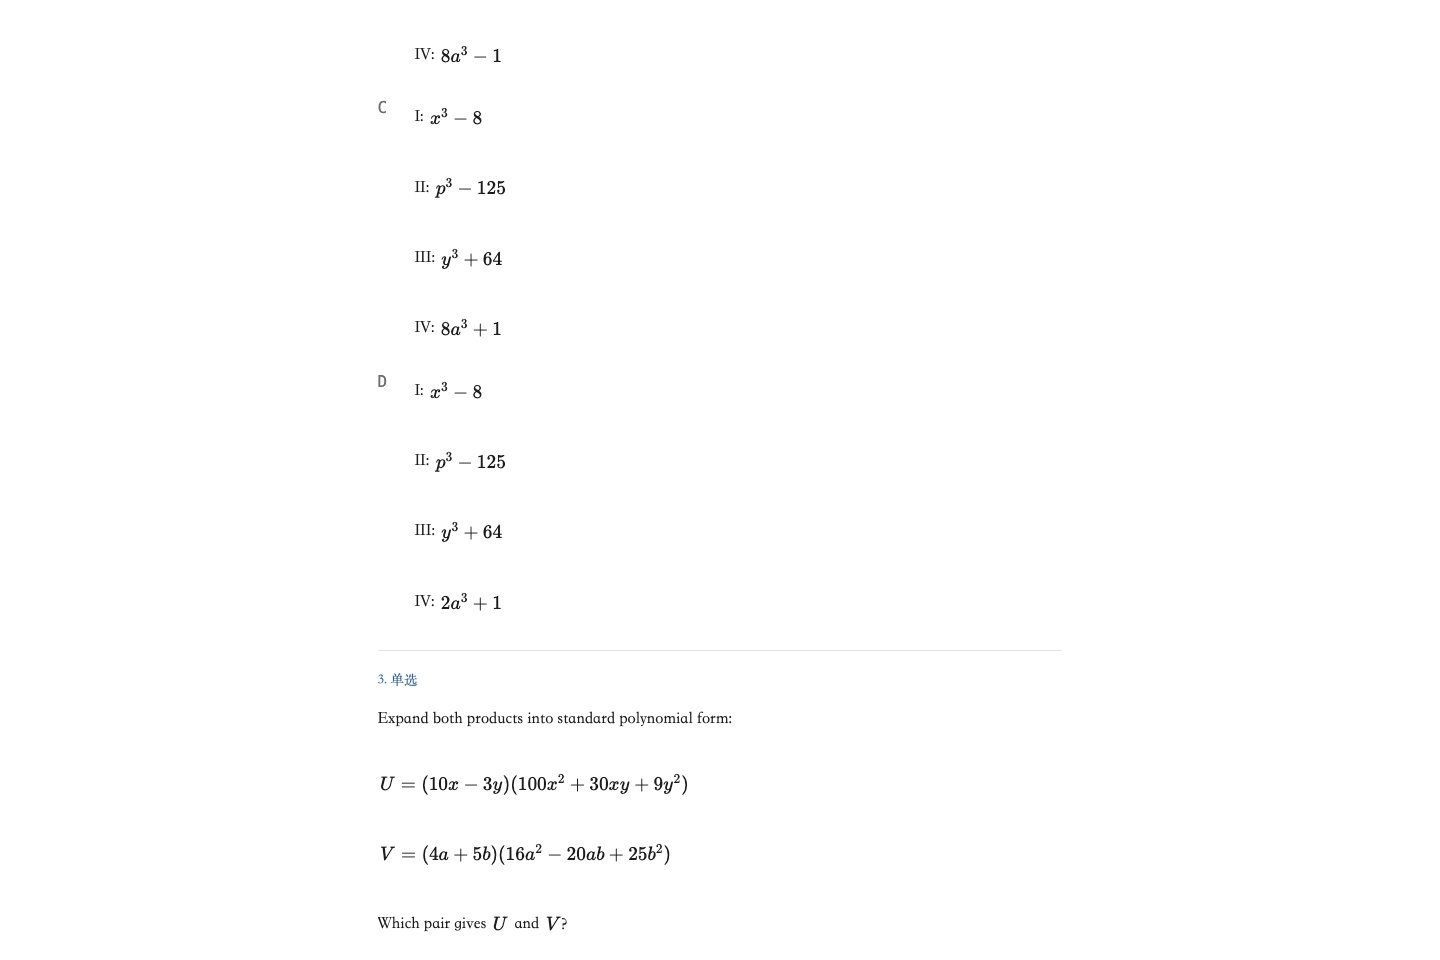 IV: 8a³ − 1
C
I: x³ − 8
II: p³ − 125
III: y³ + 64
IV: 8a³ + 1
D
I: x³ − 8
II: p³ − 125
III: y³ + 64
IV: 2a³ + 1
3. 单选
Expand both products into standard polynomial form:
U = (10x − 3y)(100x² + 30xy + 9y²)
V = (4a + 5b)(16a² − 20ab + 25b²)
Which pair gives U and V?